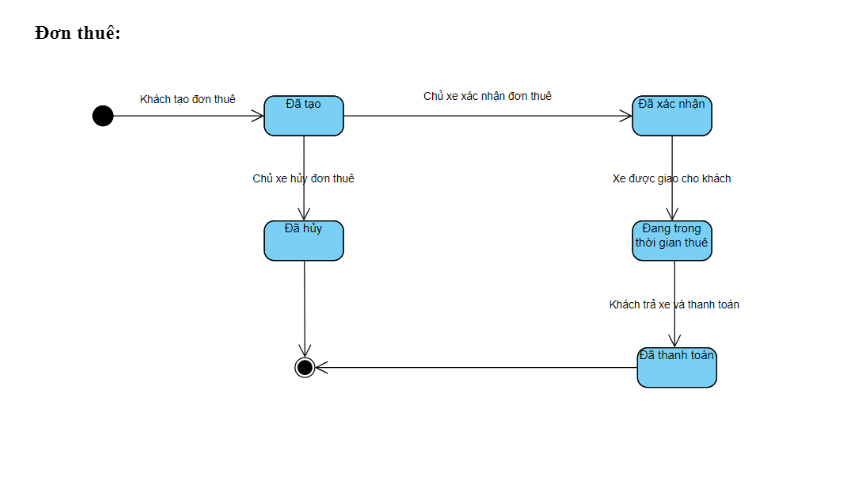 Đơn thuê:
Khách tạo đơn thuê
Đã tạo
Chủ xe xác nhận đơn thuê
Đã xác nhận
Chủ xe hủy đơn thuê
Xe được giao cho khách
Đã hủy
Đang trong
thời gian thuê
Khách trả xe và thanh toán
Đã thanh toán